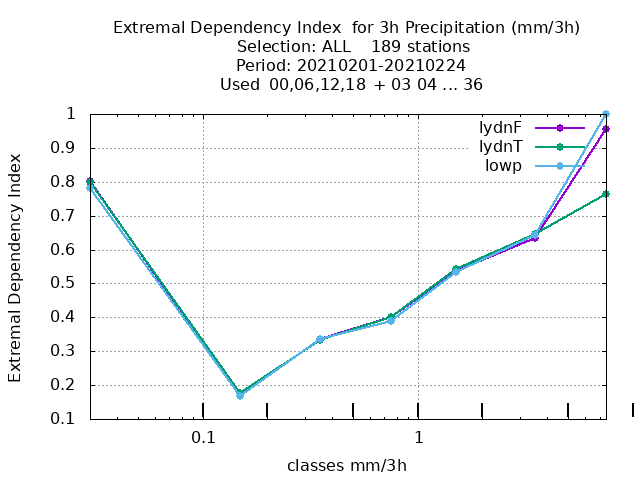 Extremal Dependency Index  for 3h Precipitation (mm/3h)
Selection: ALL    189 stations
Period: 20210201-20210224
Used  00,06,12,18  + 03 04 ... 36
lydnF
lydnT
lowp
1
0.9
0.8
0.7
0.6
0.5
0.4
0.3
0.2
0.1
Extremal Dependency Index
0.1
1
classes mm/3h